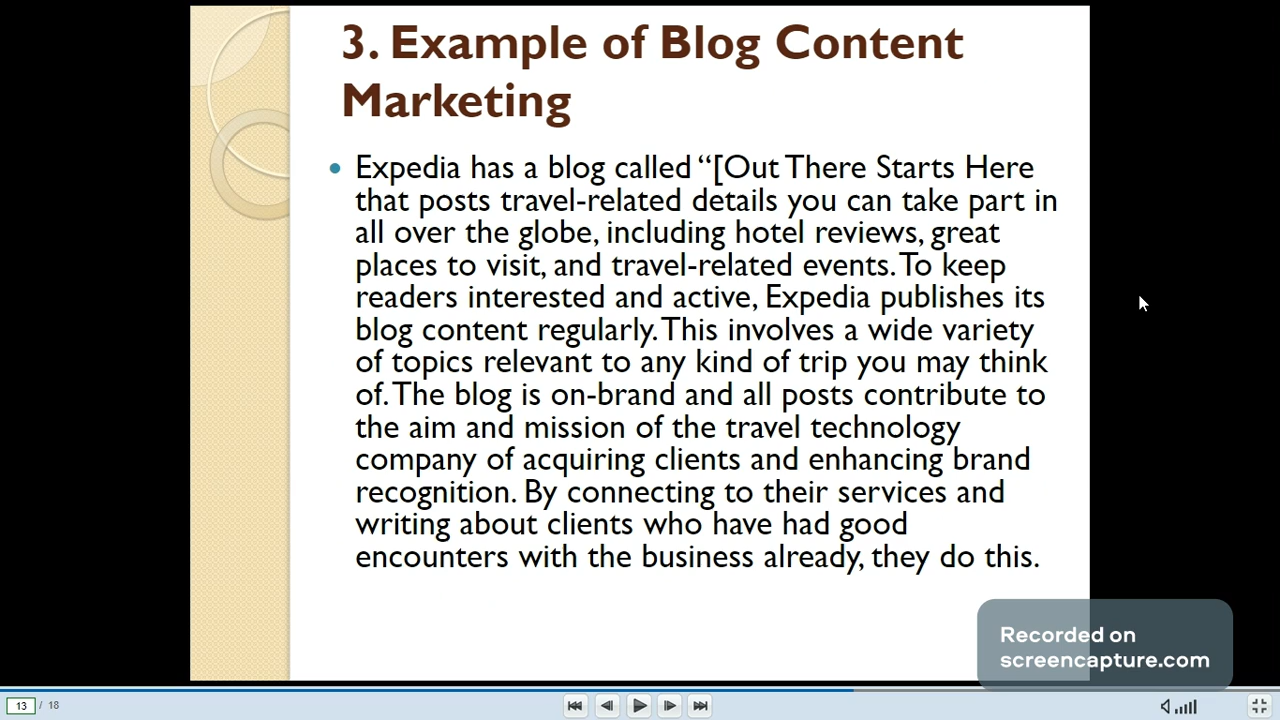 3. Example of Blog Content
Marketing
• Expedia has a blog called “[Out There Starts Here
that posts travel-related details you can take part in
all over the globe, including hotel reviews, great
places to visit, and travel-related events. To keep
readers interested and active, Expedia publishes its
blog content regularly. This involves a wide variety
of topics relevant to any kind of trip you may think
of. The blog is on-brand and all posts contribute to
the aim and mission of the travel technology
company of acquiring clients and enhancing brand
recognition. By connecting to their services and
writing about clients who have had good
encounters with the business already, they do this.
Recorded on
screencapture.com
13 / 18